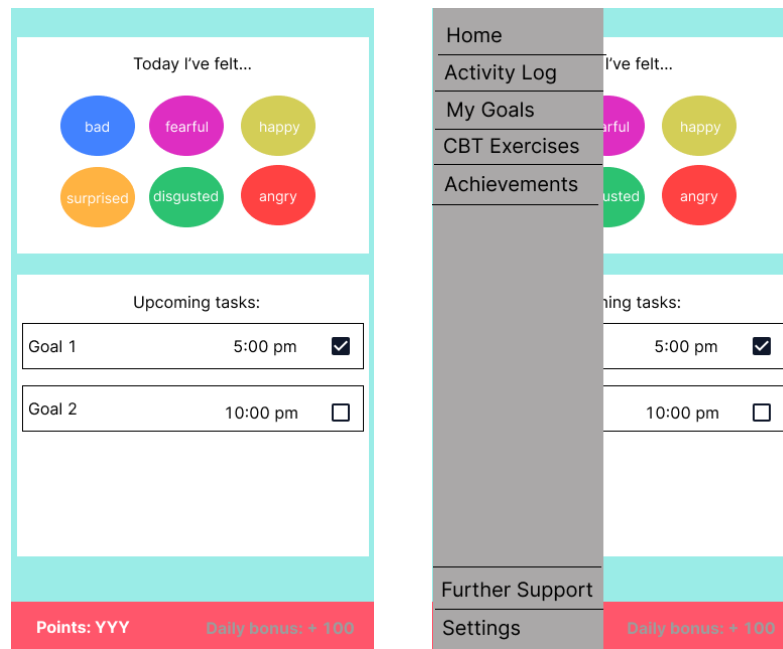 Today I've felt...
bad fearful happy
surprised disgusted angry
Upcoming tasks:
Goal 1 5:00 pm
Goal 2 10:00 pm
Points: YYY Daily bonus: + 100
Home
Activity Log
My Goals
CBT Exercises
Achievements
Further Support
Settings
I've felt...
arful happy
usted angry
ning tasks:
5:00 pm
10:00 pm
Daily bonus: + 100